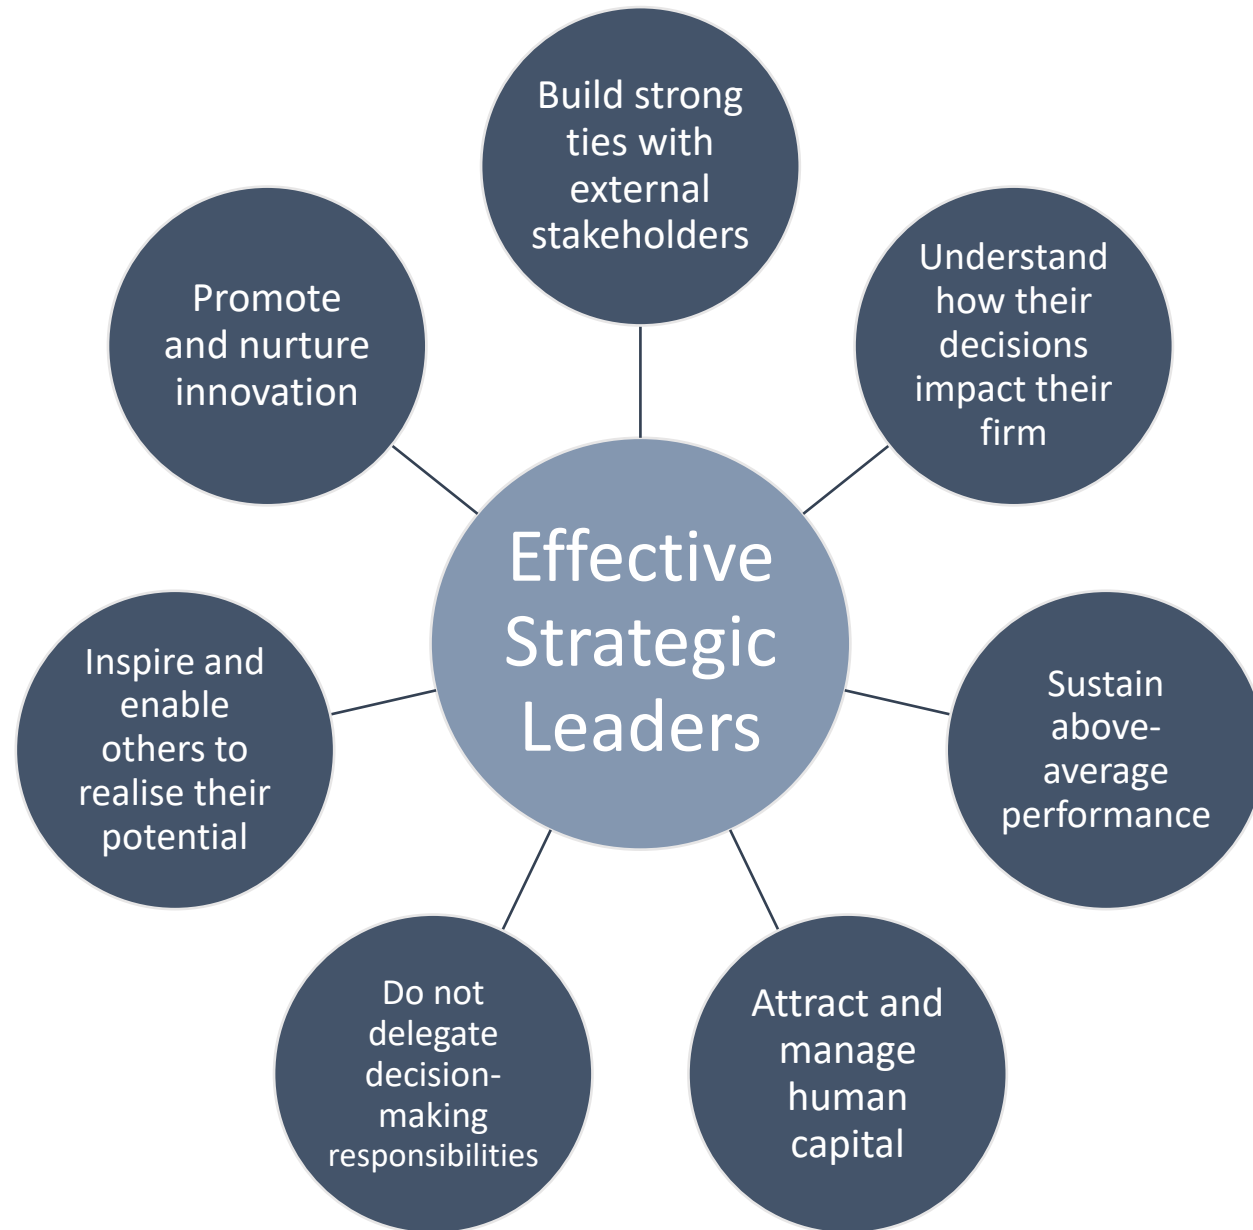 Build strong
ties with
external
stakeholders
Understand
how their
decisions
impact their
firm
Sustain
above-
average
performance
Attract and
manage
human
capital
Do not
delegate
decision-
making
responsibilities
Inspire and
enable
others to
realise their
potential
Promote
and nurture
innovation
Effective
Strategic
Leaders